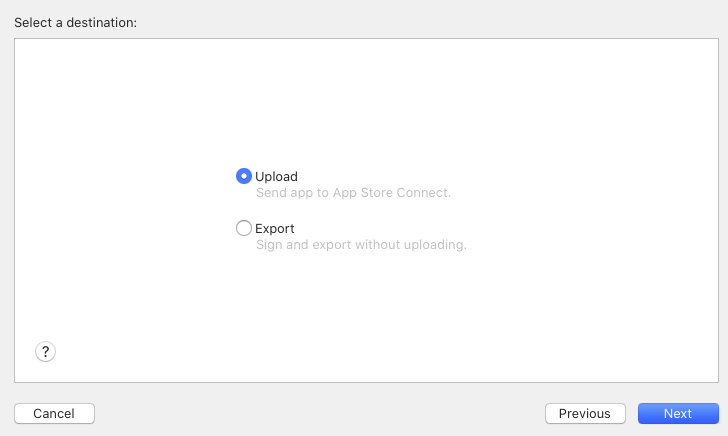 Select a destination:
Upload
Send app to App Store Connect.
Export
Sign and export without uploading.
?
Cancel
Previous
Next